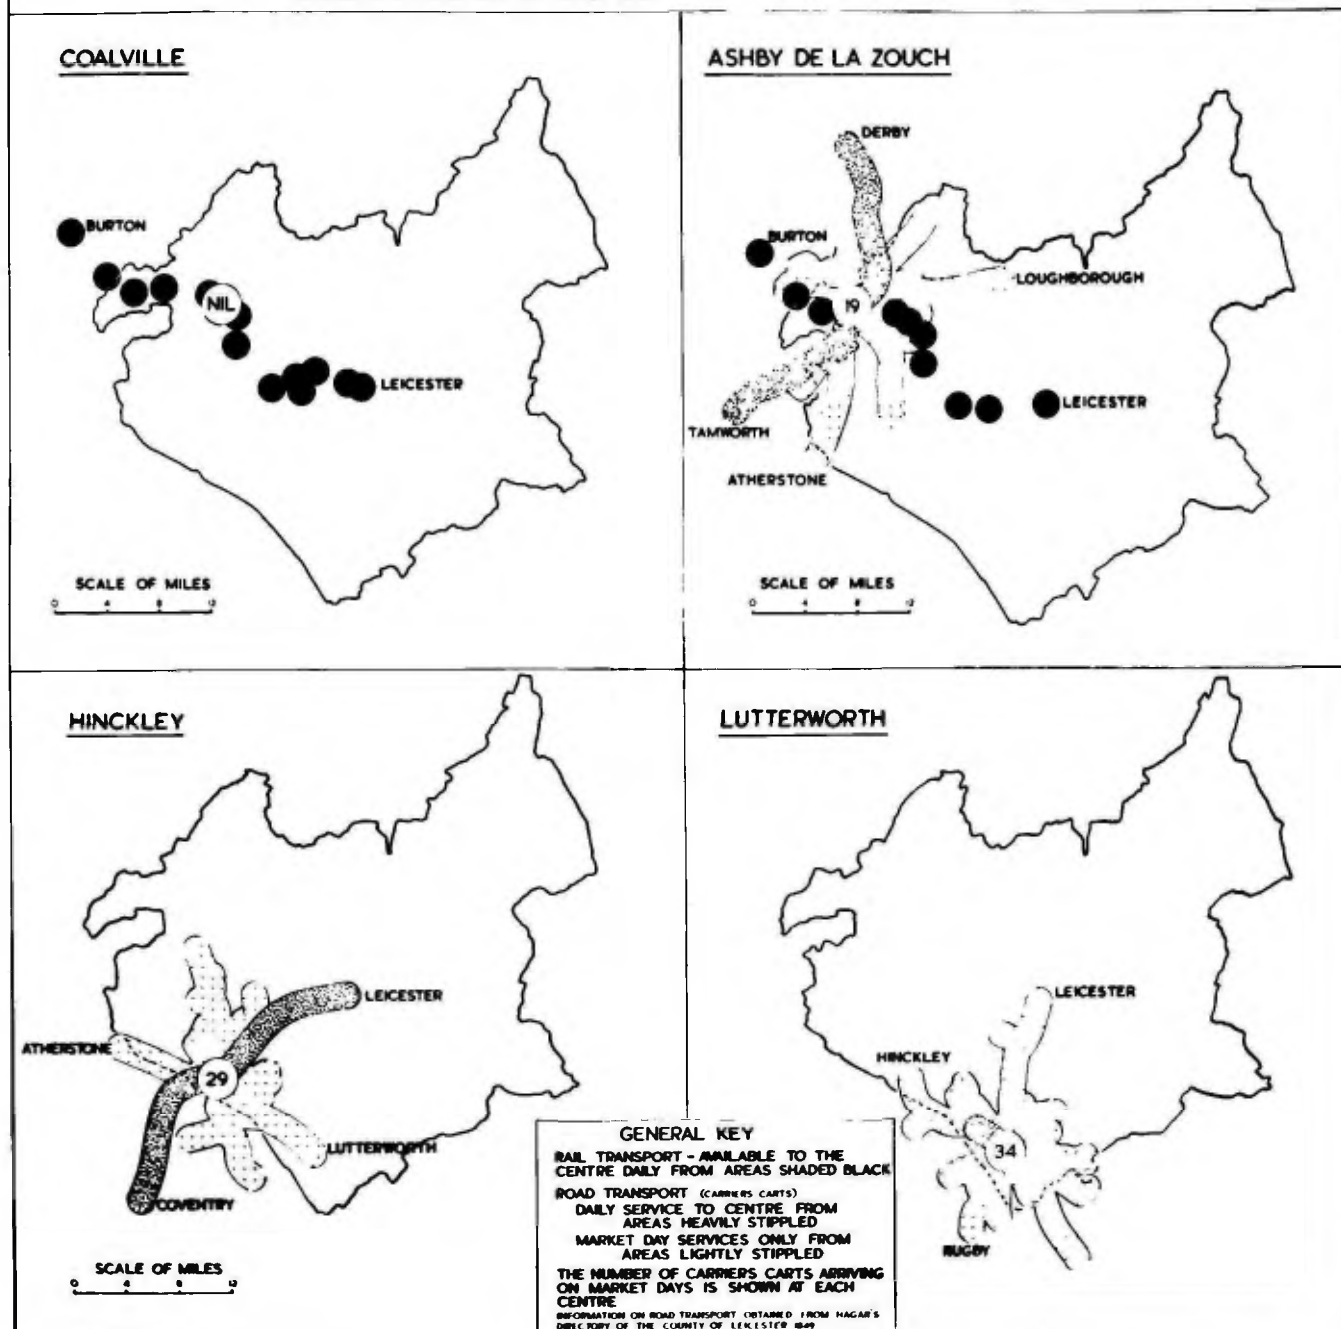 COALVILLE
BURTON
NIL
LEICESTER
SCALE OF MILES
0 4 8 12
ASHBY DE LA ZOUCH
DERBY
BURTON
LOUGHBOROUGH
19
LEICESTER
TAMWORTH
ATHERSTONE
SCALE OF MILES
0 4 8 12
HINCKLEY
LEICESTER
ATHERSTONE
29
LUTTERWORTH
COVENTRY
SCALE OF MILES
0 4 8 12
LUTTERWORTH
LEICESTER
HINCKLEY
34
RUGBY
GENERAL KEY
RAIL TRANSPORT - AVAILABLE TO THE
CENTRE DAILY FROM AREAS SHADED BLACK
ROAD TRANSPORT (CARRIERS CARTS)
DAILY SERVICE TO CENTRE FROM
AREAS HEAVILY STIPPLED
MARKET DAY SERVICES ONLY FROM
AREAS LIGHTLY STIPPLED
THE NUMBER OF CARRIERS CARTS ARRIVING
ON MARKET DAYS IS SHOWN AT EACH
CENTRE
INFORMATION ON ROAD TRANSPORT OBTAINED FROM HAGAR'S
DIRECTORY OF THE COUNTY OF LEICESTER 1849